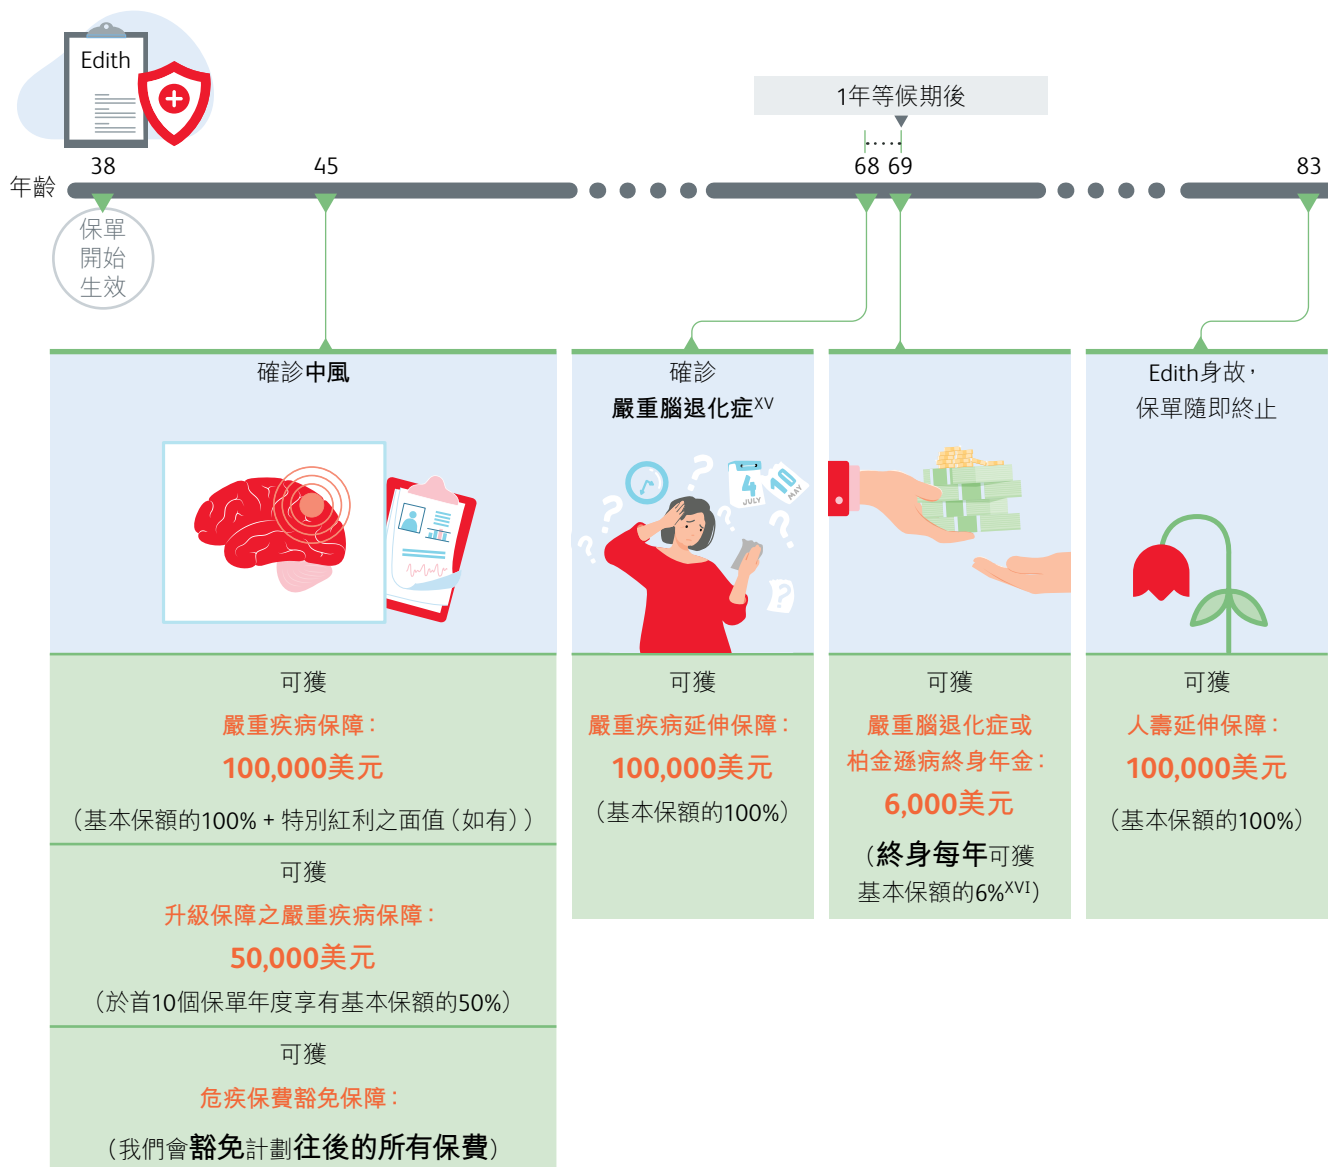 Edith
1年等候期後
年齡
38
45
68
69
83
保單
開始
生效
確診中風
可獲
嚴重疾病保障：
100,000美元
（基本保額的100% + 特別紅利之面值（如有））
可獲
升級保障之嚴重疾病保障：
50,000美元
（於首10個保單年度享有基本保額的50%）
可獲
危疾保費豁免保障：
（我們會豁免計劃往後的所有保費）
確診
嚴重腦退化症XV
4
JULY
10
MAY
可獲
嚴重疾病延伸保障：
100,000美元
（基本保額的100%）
可獲
嚴重腦退化症或
柏金遜病終身年金：
6,000美元
（終身每年可獲
基本保額的6%XVI）
Edith身故，
保單隨即終止
可獲
人壽延伸保障：
100,000美元
（基本保額的100%）